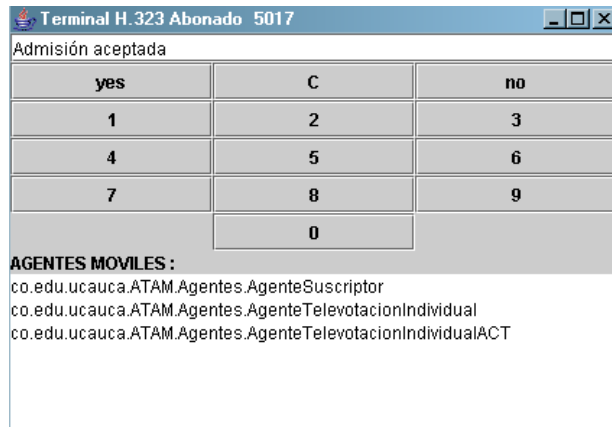 Terminal H.323 Abonado 5017
Admisión aceptada
yes C no
1 2 3
4 5 6
7 8 9
0
AGENTES MOVILES :
co.edu.ucauca.ATAM.Agentes.AgenteSuscriptor
co.edu.ucauca.ATAM.Agentes.AgenteTelevotacionIndividual
co.edu.ucauca.ATAM.Agentes.AgenteTelevotacionIndividualACT